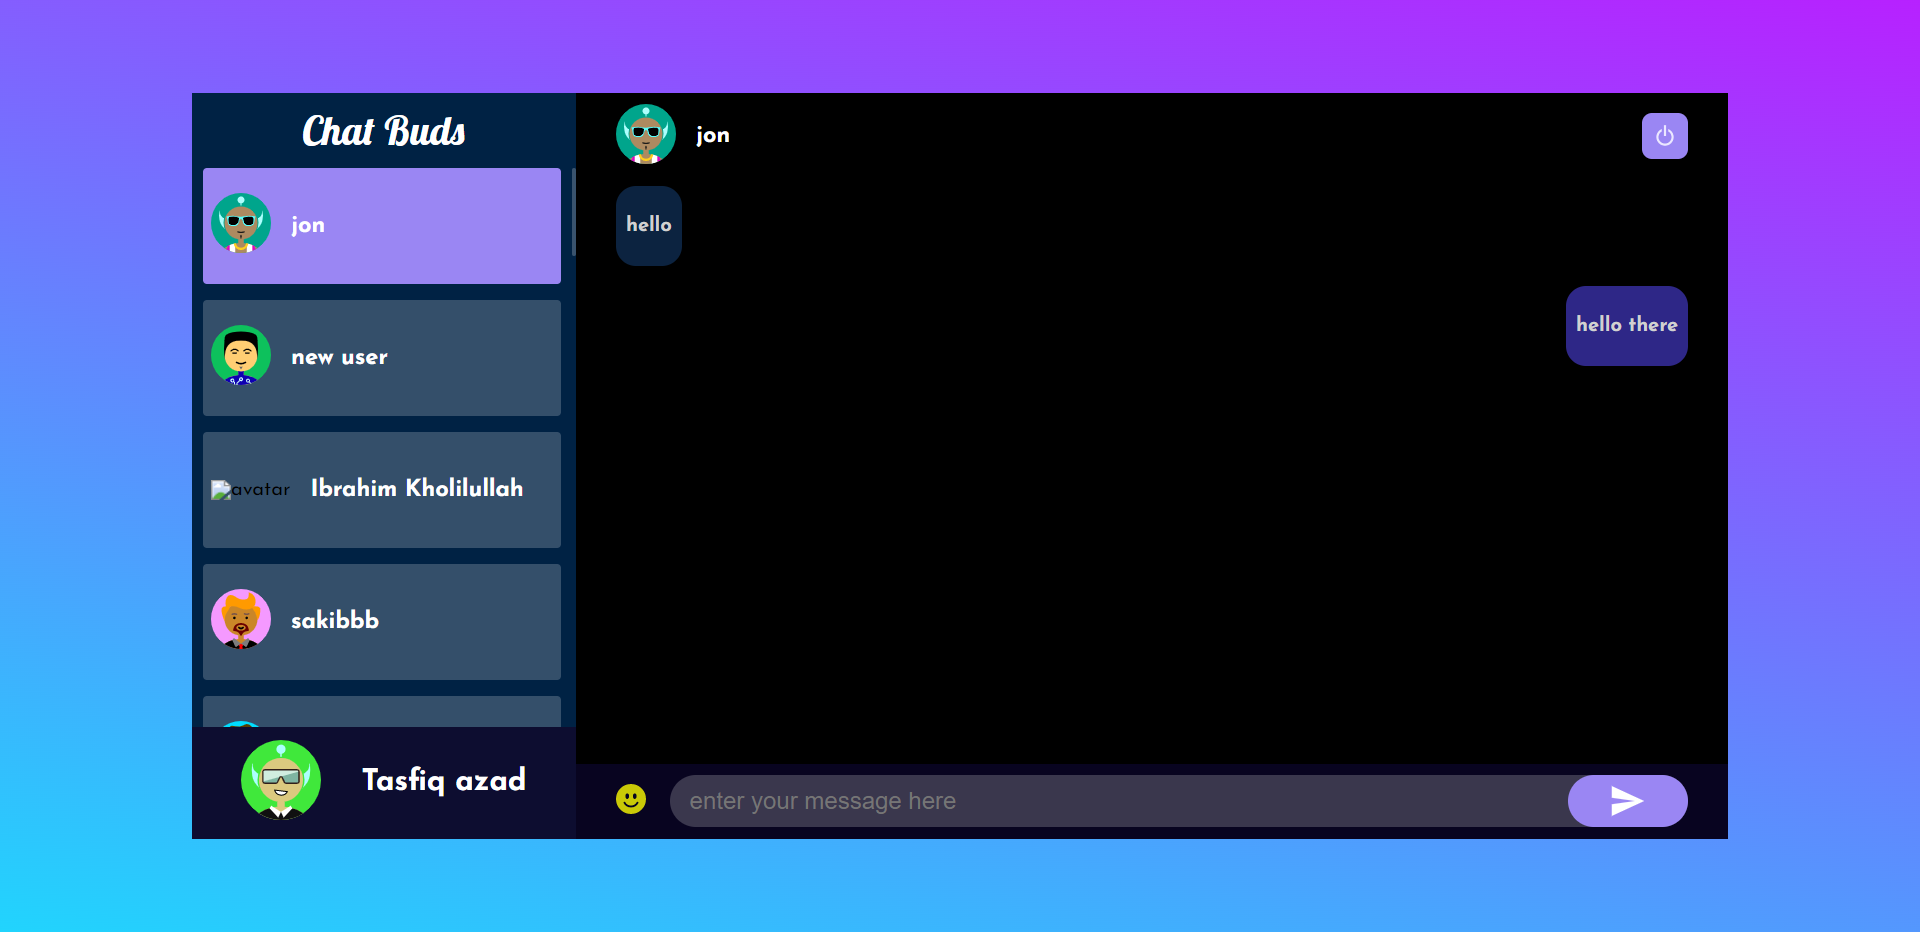 Chat Buds
jon
new user
avatar
Ibrahim Kholilullah
sakibbb
Tasfiq azad
jon
hello
hello there
enter your message here